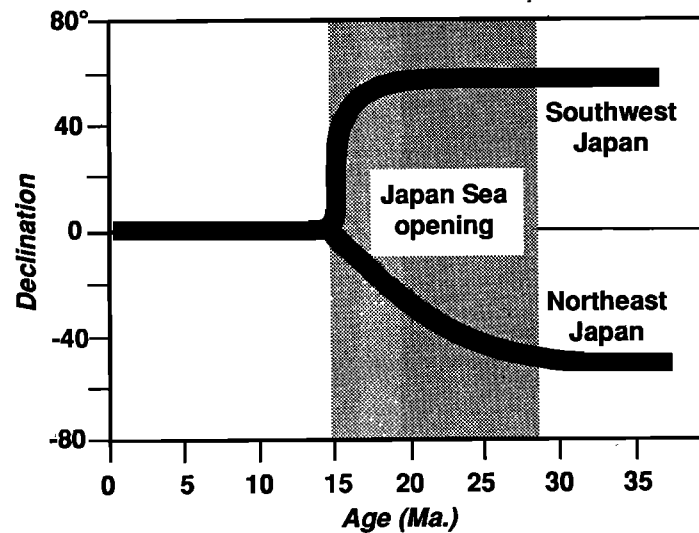 80°
40
0
-40
-80
Declination
Southwest
Japan
Japan Sea
opening
Northeast
Japan
0 5 10 15 20 25 30 35
Age (Ma.)